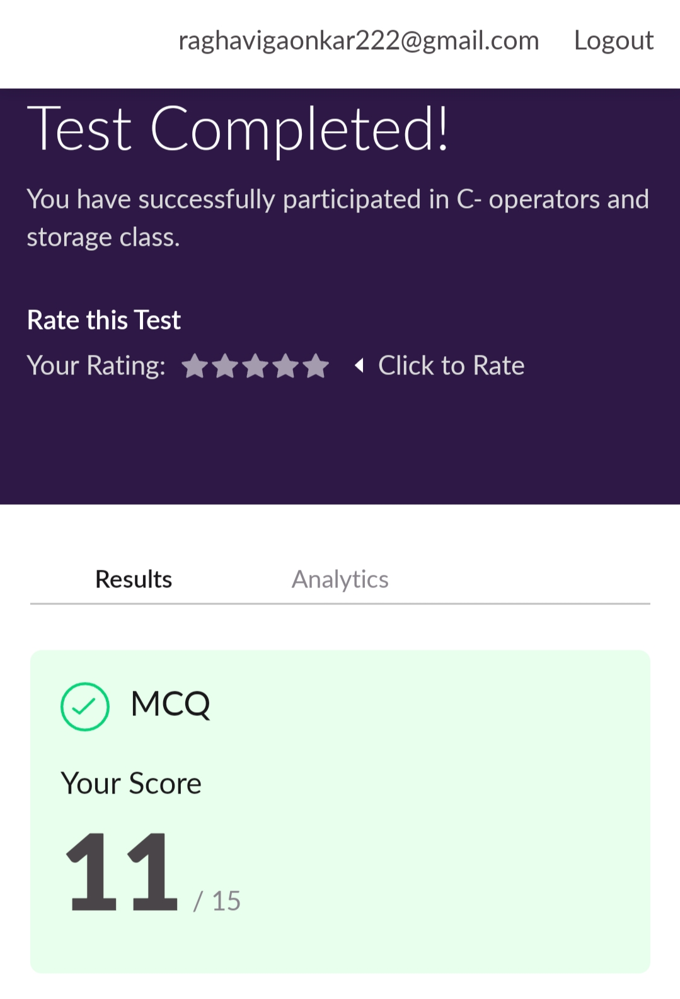 raghavigaonkar222@gmail.com Logout
Test Completed!
You have successfully participated in C- operators and
storage class.
Rate this Test
Your Rating: Click to Rate
Results Analytics
MCQ
Your Score
11 / 15